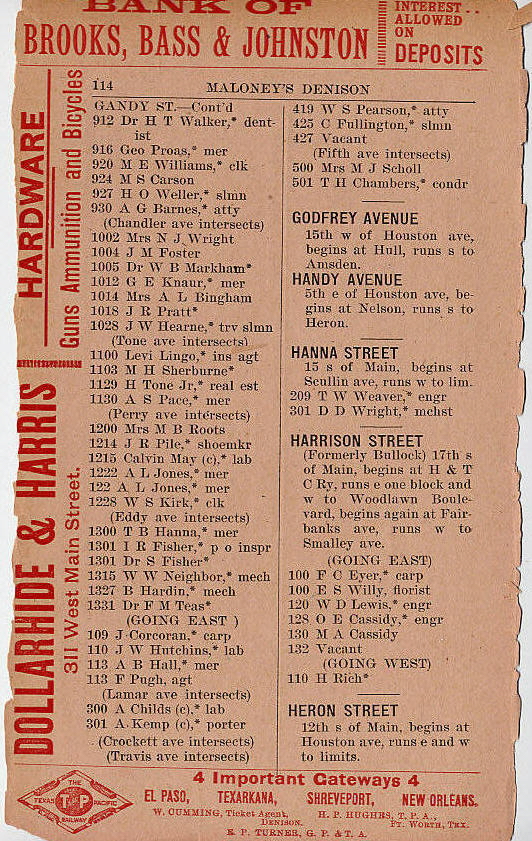 BANK OF
BROOKS, BASS & JOHNSTON
INTEREST..
ALLOWED
ON
DEPOSITS
HARDWARE
Guns Ammunition and Bicycles
DOLLARHIDE & HARRIS
311 West Main Street.
114 MALONEY'S DENISON
GANDY ST.—Cont'd
912 Dr H T Walker,* dent-
ist
916 Geo Proas,* mer
920 M E Williams,* clk
924 M S Carson
927 H O Weller,* slmn
930 A G Barnes,* atty
(Chandler ave intersects)
1002 Mrs N J Wright
1004 J M Foster
1005 Dr W B Markham*
1012 G E Knaur,* mer
1014 Mrs A L Bingham
1018 J R Pratt*
1028 J W Hearne,* trv slmn
(Tone ave intersects)
1100 Levi Lingo,* ins agt
1103 M H Sherburne*
1129 H Tone Jr,* real est
1130 A S Pace,* mer
(Perry ave intersects)
1200 Mrs M B Roots
1214 J R Pile,* shoemkr
1215 Calvin May (c),* lab
1222 A L Jones,* mer
122 A L Jones,* mer
1228 W S Kirk,* clk
(Eddy ave intersects)
1300 T B Hanna,* mer
1301 I R Fisher,* p o inspr
1301 Dr S Fisher*
1315 W W Neighbor,* mech
1327 B Hardin,* mech
1331 Dr F M Teas*
(GOING EAST )
109 J Corcoran,* carp
110 J W Hutchins,* lab
113 A B Hall,* mer
113 F Pugh, agt
(Lamar ave intersects)
300 A Childs (c),* lab
301 A Kemp (c),* porter
(Crockett ave intersects)
(Travis ave intersects)
419 W S Pearson,* atty
425 C Fullington,* slmn
427 Vacant
(Fifth ave intersects)
500 Mrs M J Scholl
501 T H Chambers,* condr
GODFREY AVENUE
15th w of Houston ave,
begins at Hull, runs s to
Amsden.
HANDY AVENUE
5th e of Houston ave, be-
gins at Nelson, runs s to
Heron.
HANNA STREET
15 s of Main, begins at
Scullin ave, runs w to lim.
209 T W Weaver,* engr
301 D D Wright,* mchst
HARRISON STREET
(Formerly Bullock) 17th s
of Main, begins at H & T
C Ry, runs e one block and
w to Woodlawn Boule-
vard, begins again at Fair-
banks ave, runs w to
Smalley ave.
(GOING EAST)
100 F C Eyer,* carp
100 E S Willy, florist
120 W D Lewis,* engr
128 O E Cassidy,* engr
130 M A Cassidy
132 Vacant
(GOING WEST)
110 H Rich*
HERON STREET
12th s of Main, begins at
Houston ave, runs e and w
to limits.
THE
TEXAS T&P PACIFIC
RAILWAY
4 Important Gateways 4
EL PASO, TEXARKANA, SHREVEPORT, NEW ORLEANS.
W. CUMMING, Ticket Agent, H. P. HUGHES, T. P. A.,
DENISON. FT. WORTH, TEX.
E. P. TURNER, G. P. & T. A.